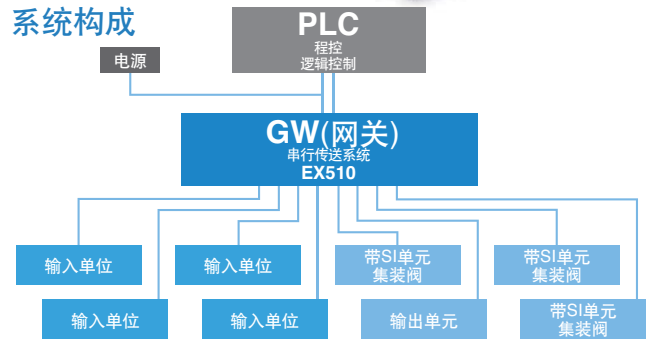 系统构成
PLC
程控
逻辑控制
电源
GW(网关)
串行传送系统
EX510
输入单位
输入单位
带SI单元
集装阀
带SI单元
集装阀
输入单位
输入单位
输出单元
带SI单元
集装阀